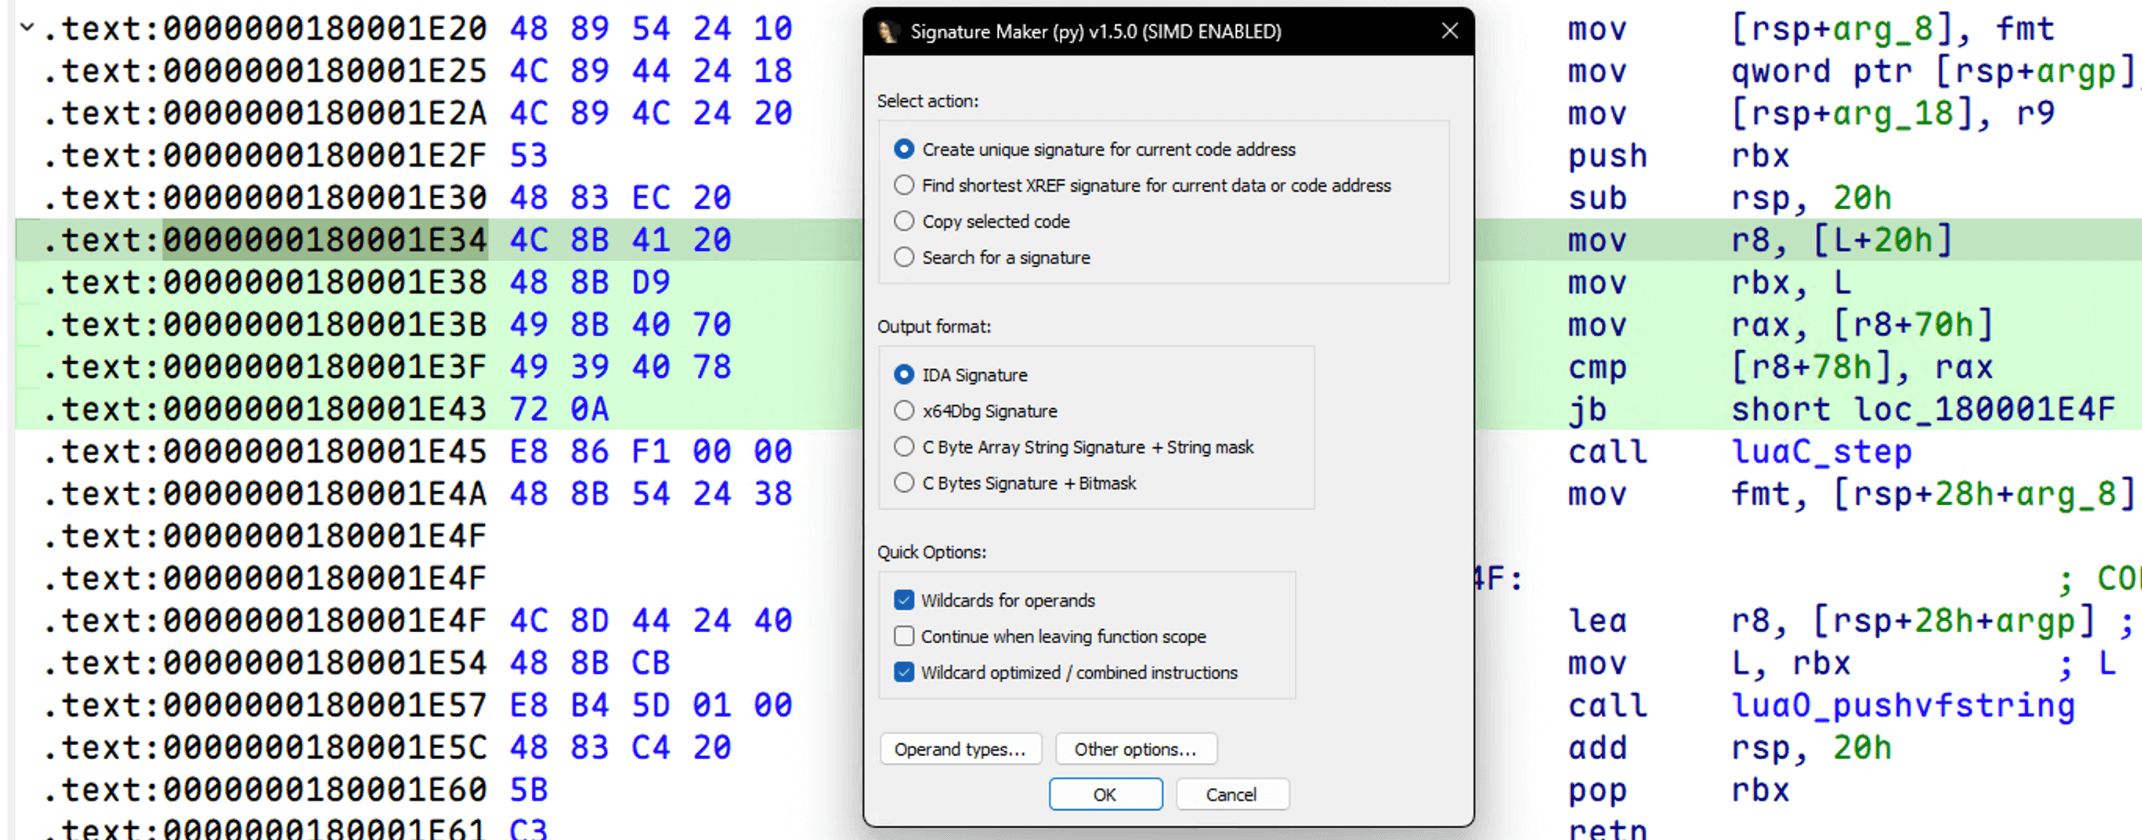 .text:0000000180001E20 48 89 54 24 10
.text:0000000180001E25 4C 89 44 24 18
.text:0000000180001E2A 4C 89 4C 24 20
.text:0000000180001E2F 53
.text:0000000180001E30 48 83 EC 20
.text:0000000180001E34 4C 8B 41 20
.text:0000000180001E38 48 8B D9
.text:0000000180001E3B 49 8B 40 70
.text:0000000180001E3F 49 39 40 78
.text:0000000180001E43 72 0A
.text:0000000180001E45 E8 86 F1 00 00
.text:0000000180001E4A 48 8B 54 24 38
.text:0000000180001E4F
.text:0000000180001E4F
.text:0000000180001E4F 4C 8D 44 24 40
.text:0000000180001E54 48 8B CB
.text:0000000180001E57 E8 B4 5D 01 00
.text:0000000180001E5C 48 83 C4 20
.text:0000000180001E60 5B
.text:0000000180001E61 C3
Signature Maker (py) v1.5.0 (SIMD ENABLED)
Select action:
Create unique signature for current code address
Find shortest XREF signature for current data or code address
Copy selected code
Search for a signature
Output format:
IDA Signature
x64Dbg Signature
C Byte Array String Signature + String mask
C Bytes Signature + Bitmask
Quick Options:
Wildcards for operands
Continue when leaving function scope
Wildcard optimized / combined instructions
Operand types...
Other options...
OK
Cancel
mov [rsp+arg_8], fmt
mov qword ptr [rsp+argp],
mov [rsp+arg_18], r9
push rbx
sub rsp, 20h
mov r8, [L+20h]
mov rbx, L
mov rax, [r8+70h]
cmp [r8+78h], rax
jb short loc_180001E4F
call luaC_step
mov fmt, [rsp+28h+arg_8]
4F: ; CO
lea r8, [rsp+28h+argp] ;
mov L, rbx ; L
call luaO_pushvfstring
add rsp, 20h
pop rbx
retn